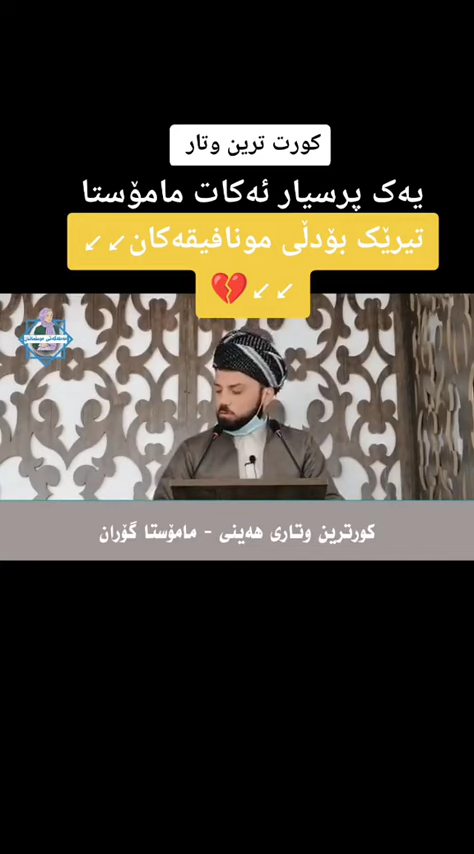 کورت ترین وتار
یەک پرسیار ئەکات مامۆستا
تیرێک بۆدڵی مونافیقەکان↙↙
↙↙💔
کورترین وتاری هەینی - مامۆستا گۆران